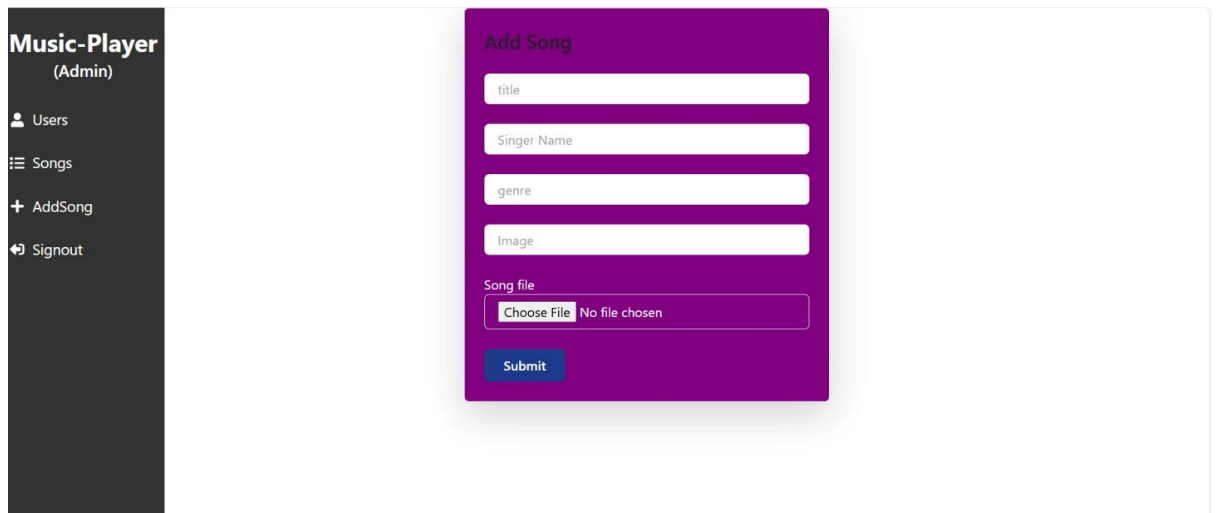 Music-Player
(Admin)
Users
Songs
AddSong
Signout
Add Song
title
Singer Name
genre
Image
Song file
Choose File No file chosen
Submit